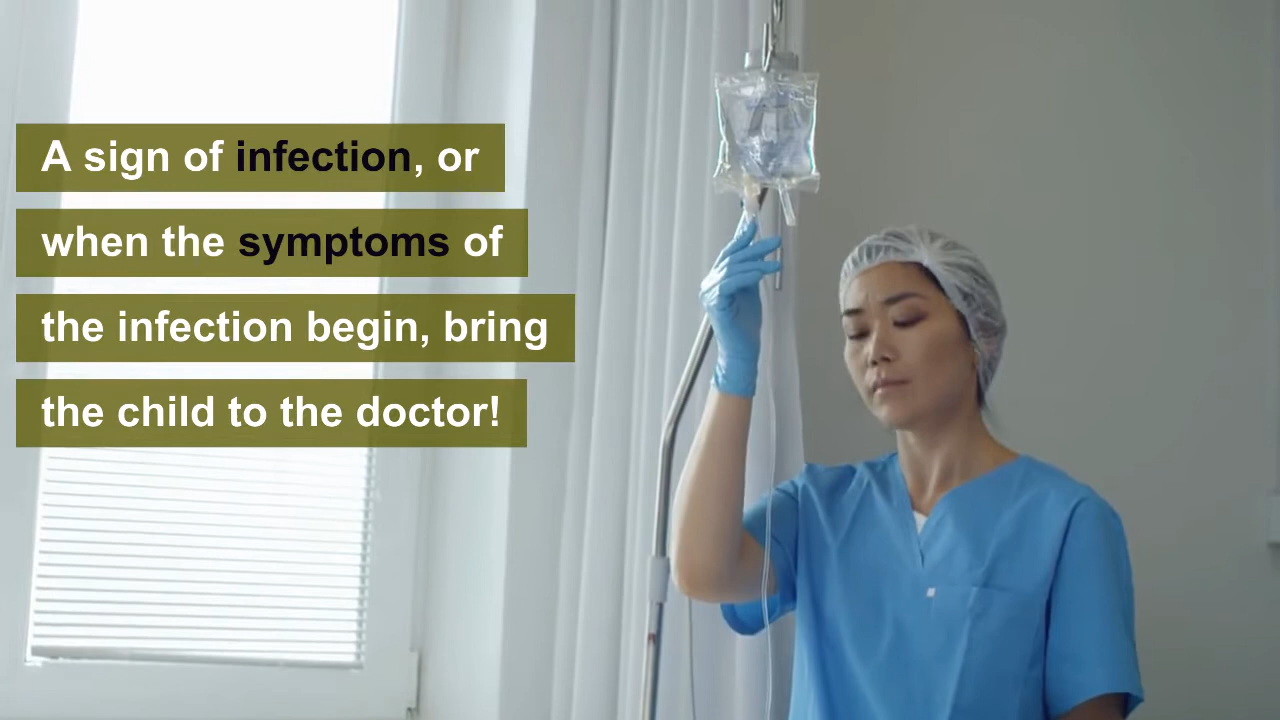 A sign of infection, or
when the symptoms of
the infection begin, bring
the child to the doctor!